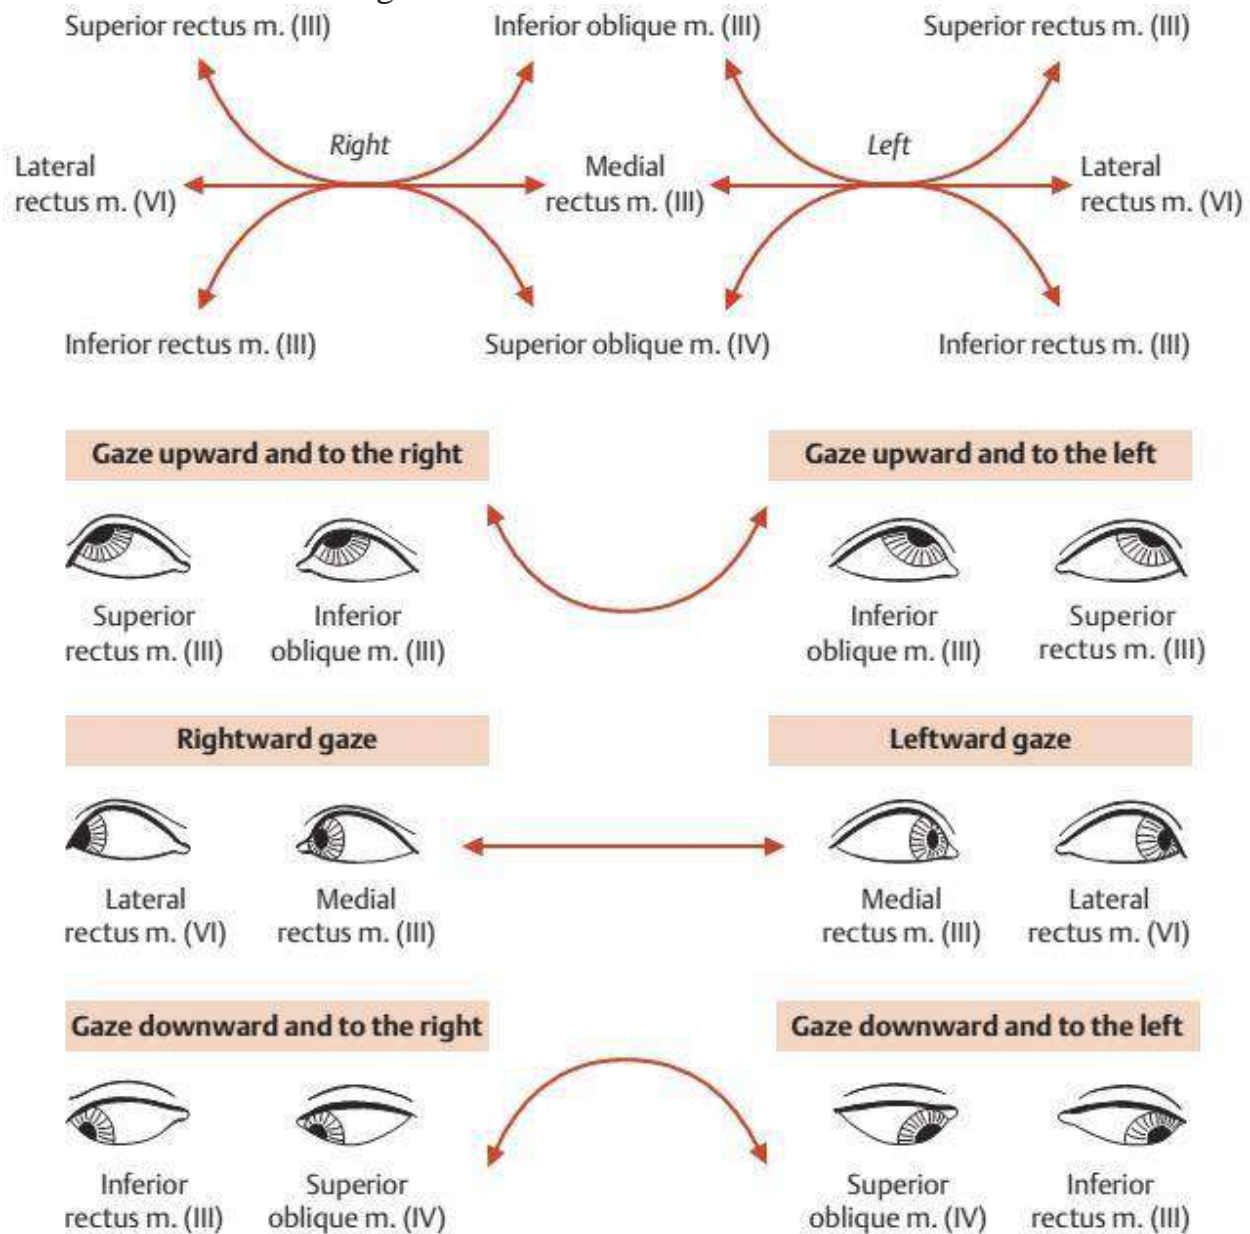 Superior rectus m. (III)
Inferior oblique m. (III)
Superior rectus m. (III)
Right
Left
Lateral
rectus m. (VI)
Medial
rectus m. (III)
Lateral
rectus m. (VI)
Inferior rectus m. (III)
Superior oblique m. (IV)
Inferior rectus m. (III)
Gaze upward and to the right
Gaze upward and to the left
Superior
rectus m. (III)
Inferior
oblique m. (III)
Inferior
oblique m. (III)
Superior
rectus m. (III)
Rightward gaze
Leftward gaze
Lateral
rectus m. (VI)
Medial
rectus m. (III)
Medial
rectus m. (III)
Lateral
rectus m. (VI)
Gaze downward and to the right
Gaze downward and to the left
Inferior
rectus m. (III)
Superior
oblique m. (IV)
Superior
oblique m. (IV)
Inferior
rectus m. (III)